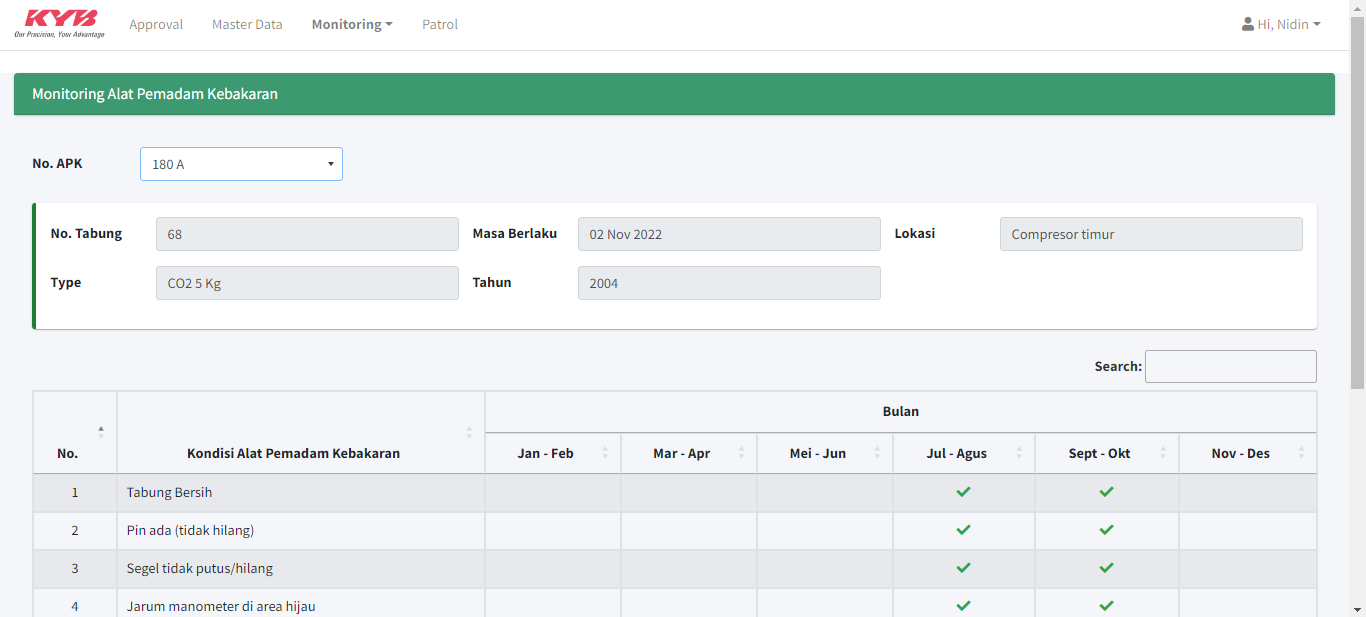 KYB
Our Precision, Your Advantage
Approval Master Data Monitoring Patrol
Hi, Nidin
Monitoring Alat Pemadam Kebakaran
No. APK 180 A
No. Tabung 68 Masa Berlaku 02 Nov 2022 Lokasi Compresor timur
Type CO2 5 Kg Tahun 2004
Search:
Bulan
No. Kondisi Alat Pemadam Kebakaran Jan - Feb Mar - Apr Mei - Jun Jul - Agus Sept - Okt Nov - Des
1 Tabung Bersih
2 Pin ada (tidak hilang)
3 Segel tidak putus/hilang
4 Jarum manometer di area hijau